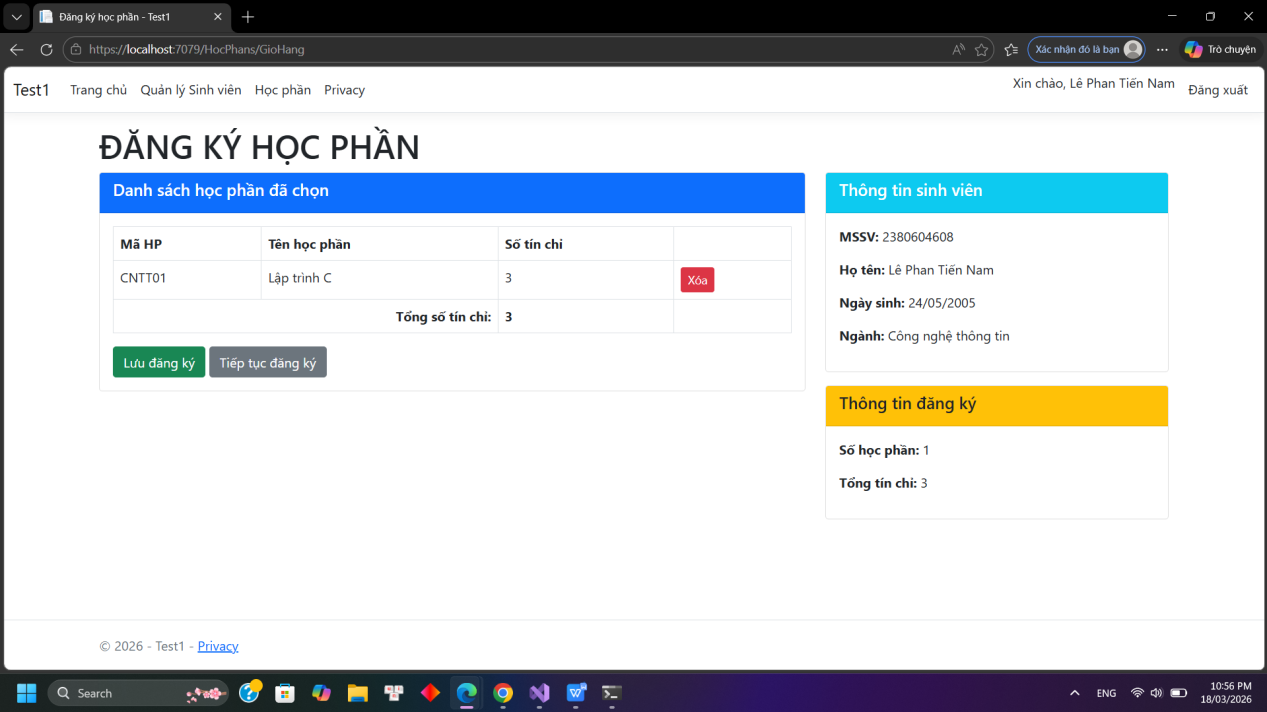 Đăng ký học phần - Test1
https://localhost:7079/HocPhans/GioHang
Xác nhận đó là bạn
Trò chuyện
Test1 Trang chủ Quản lý Sinh viên Học phần Privacy Xin chào, Lê Phan Tiến Nam Đăng xuất
ĐĂNG KÝ HỌC PHẦN
Danh sách học phần đã chọn
Mã HP Tên học phần Số tín chỉ
CNTT01 Lập trình C 3 Xóa
Tổng số tín chỉ: 3
Lưu đăng ký Tiếp tục đăng ký
Thông tin sinh viên
MSSV: 2380604608
Họ tên: Lê Phan Tiến Nam
Ngày sinh: 24/05/2005
Ngành: Công nghệ thông tin
Thông tin đăng ký
Số học phần: 1
Tổng tín chỉ: 3
© 2026 - Test1 - Privacy
Search
ENG
10:56 PM
18/03/2026